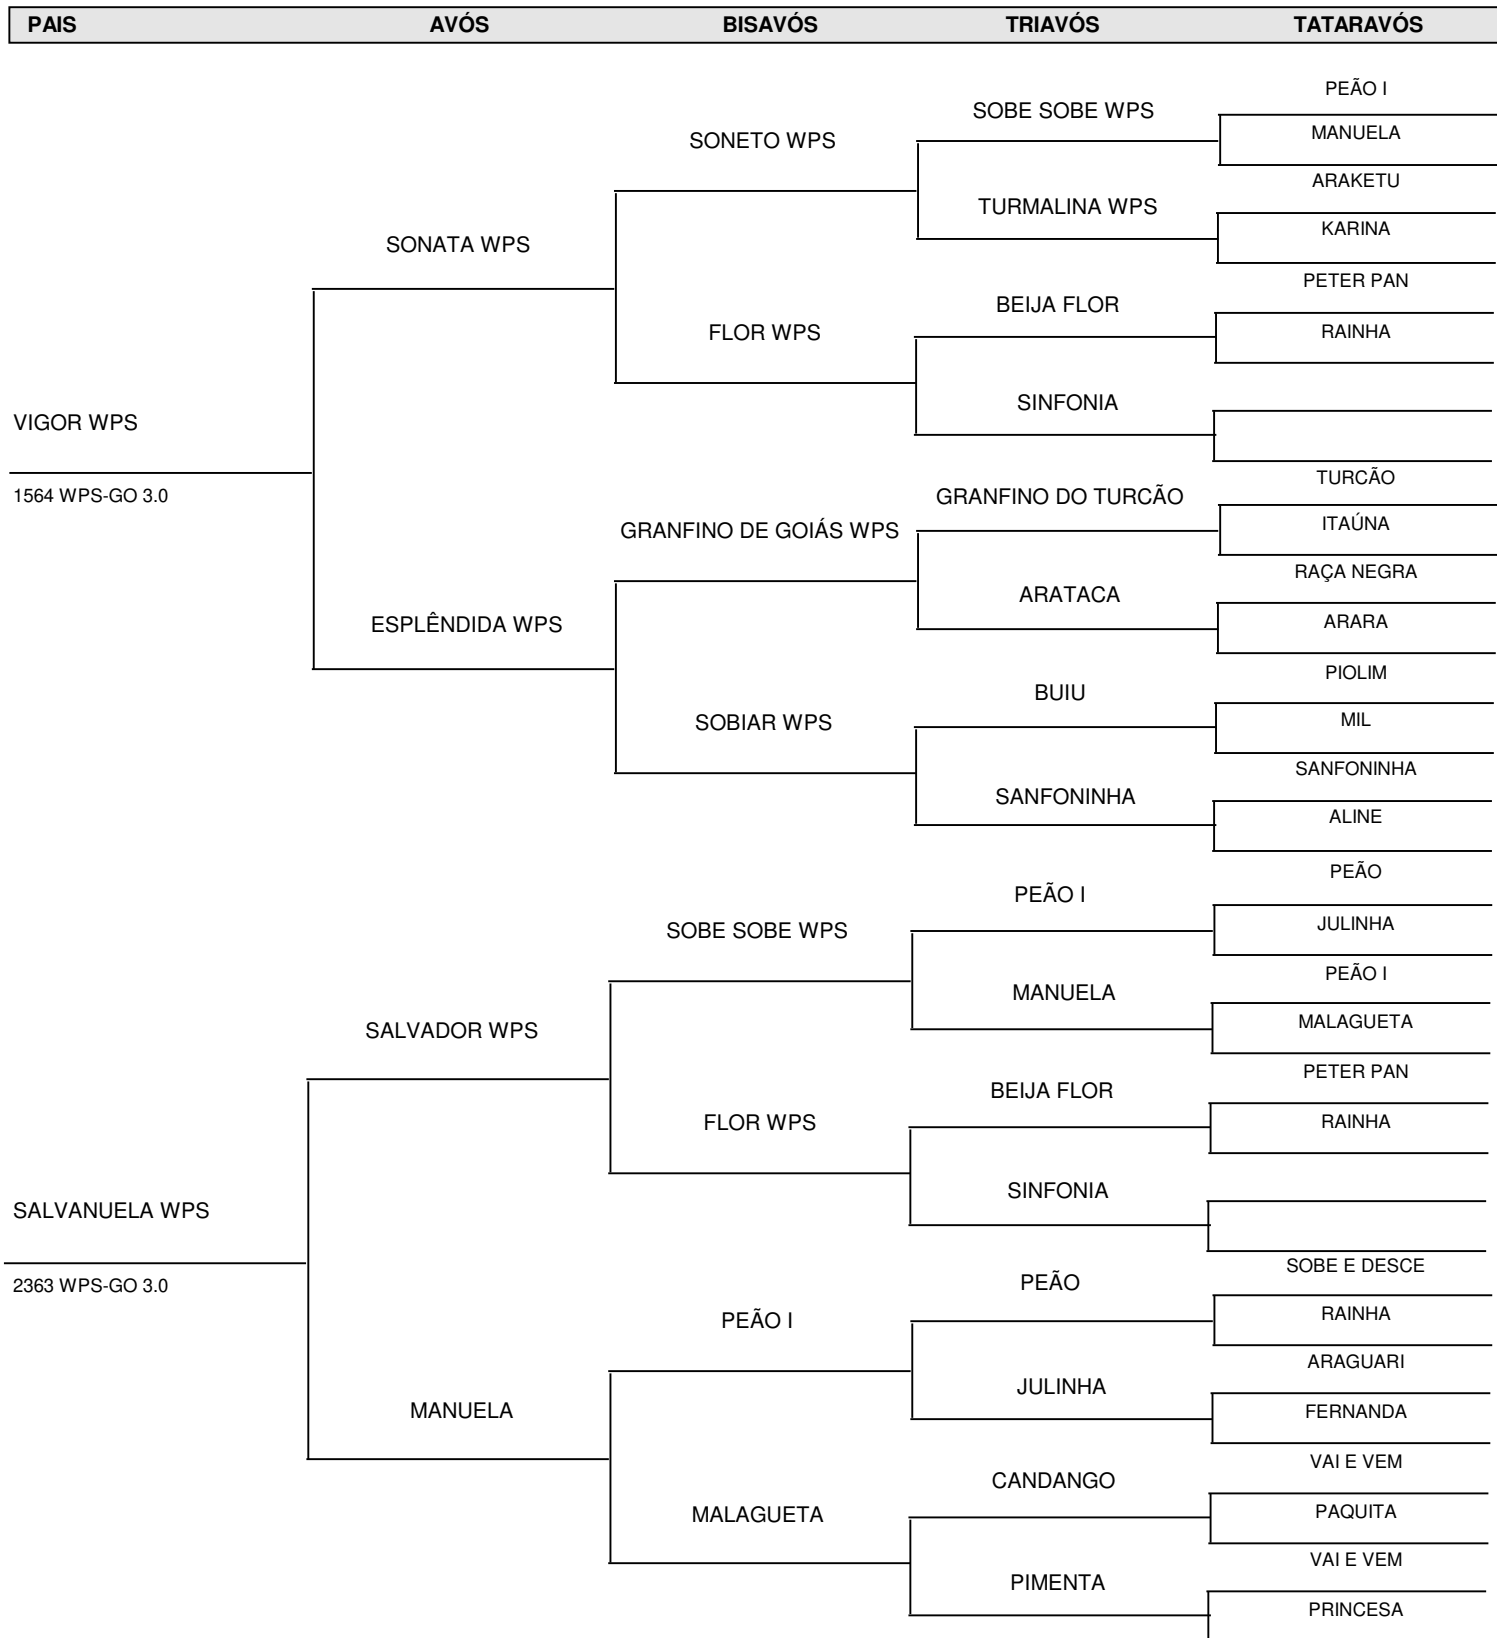 PAIS AVÓS BISAVÓS TRIAVÓS TATARAVÓS
PEÃO I
SOBE SOBE WPS
MANUELA
SONETO WPS
ARAKETU
TURMALINA WPS
KARINA
SONATA WPS
PETER PAN
BEIJA FLOR
RAINHA
FLOR WPS
SINFONIA
VIGOR WPS
TURCÃO
1564 WPS-GO 3.0
GRANFINO DO TURCÃO
ITAÚNA
GRANFINO DE GOIÁS WPS
RAÇA NEGRA
ARATACA
ARARA
ESPLÊNDIDA WPS
PIOLIM
BUIU
MIL
SOBIAR WPS
SANFONINHA
SANFONINHA
ALINE
PEÃO
PEÃO I
JULINHA
SOBE SOBE WPS
PEÃO I
MANUELA
MALAGUETA
SALVADOR WPS
PETER PAN
BEIJA FLOR
RAINHA
FLOR WPS
SINFONIA
SALVANUELA WPS
SOBE E DESCE
2363 WPS-GO 3.0
PEÃO
RAINHA
PEÃO I
ARAGUARI
JULINHA
MANUELA
FERNANDA
VAI E VEM
CANDANGO
PAQUITA
MALAGUETA
VAI E VEM
PIMENTA
PRINCESA